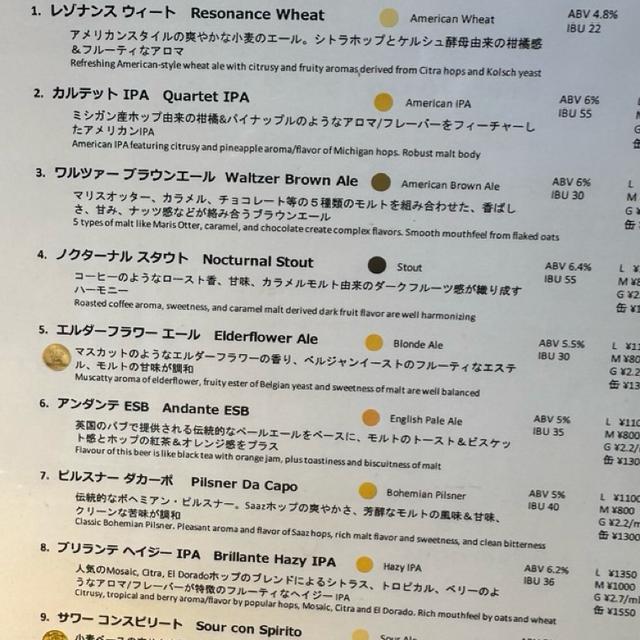 1. レゾナンス ウィート Resonance Wheat American Wheat ABV 4.8%
IBU 22
アメリカンスタイルの爽やかな小麦のエール。シトラホップとケルシュ酵母由来の柑橘感
&フルーティなアロマ
Refreshing American-style wheat ale with citrusy and fruity aromas derived from Citra hops and Kolsch yeast
2. カルテット IPA Quartet IPA American IPA ABV 6%
IBU 55
ミシガン産ホップ由来の柑橘&パイナップルのようなアロマ/フレーバーをフィーチャーし
たアメリカンIPA
American IPA featuring citrusy and pineapple aroma/flavor of Michigan hops. Robust malt body
3. ワルツァー ブラウンエール Waltzer Brown Ale American Brown Ale ABV 6% L
IBU 30 M
マリスオッター、カラメル、チョコレート等の5種類のモルトを組み合わせた、香ばし
さ、甘み、ナッツ感などが絡み合うブラウンエール
5 types of malt like Maris Otter, caramel, and chocolate create complex flavors. Smooth mouthfeel from flaked oats
4. ノクターナル スタウト Nocturnal Stout Stout ABV 6.4%
IBU 55
コーヒーのようなロースト香、甘味、カラメルモルト由来のダークフルーツ感が織り成す
ハーモニー
Roasted coffee aroma, sweetness, and caramel malt derived dark fruit flavor are well harmonizing
5. エルダーフラワー エール Elderflower Ale Blonde Ale ABV 5.5%
IBU 30
マスカットのようなエルダーフラワーの香り、ベルジャンイーストのフルーティなエステ
ル、モルトの甘味が調和
Muscatty aroma of elderflower, fruity ester of Belgian yeast and sweetness of malt are well balanced
6. アンダンテ ESB Andante ESB English Pale Ale ABV 5%
IBU 35 M ¥800
英国のパブで提供される伝統的なペールエールをベースに、モルトのトースト&ビスケッ
ト感とホップの紅茶&オレンジ感をプラス
Flavour of this beer is like black tea with orange jam, plus toastiness and biscuitness of malt
7. ピルスナー ダカーポ Pilsner Da Capo Bohemian Pilsner ABV 5% L ¥1100
IBU 40 M ¥800
伝統的なボヘミアン・ピルスナー。Saazホップの爽やかさ、芳醇なモルトの風味&甘味、
クリーンな苦味が調和
G ¥2.2/m
缶 ¥1300
Classic Bohemian Pilsner. Pleasant aroma and flavor of Saaz hops, rich malt flavor and sweetness, and clean bitterness
8. ブリランテ ヘイジー IPA Brillante Hazy IPA Hazy IPA ABV 6.2% L ¥1350
IBU 36 M ¥1000
人気のMosaic, Citra, El Doradoホップのブレンドによるシトラス、トロピカル、ベリーのよ
うなアロマ/フレーバーが特徴のフルーティなヘイジー IPA
G ¥2.7/ml
缶 ¥1550
Citrusy, tropical and berry aroma/flavor by popular hops, Mosaic, Citra and El Dorado. Rich mouthfeel by oats and wheat
9. サワー コンスピリート Sour con Spirito Sour Ale